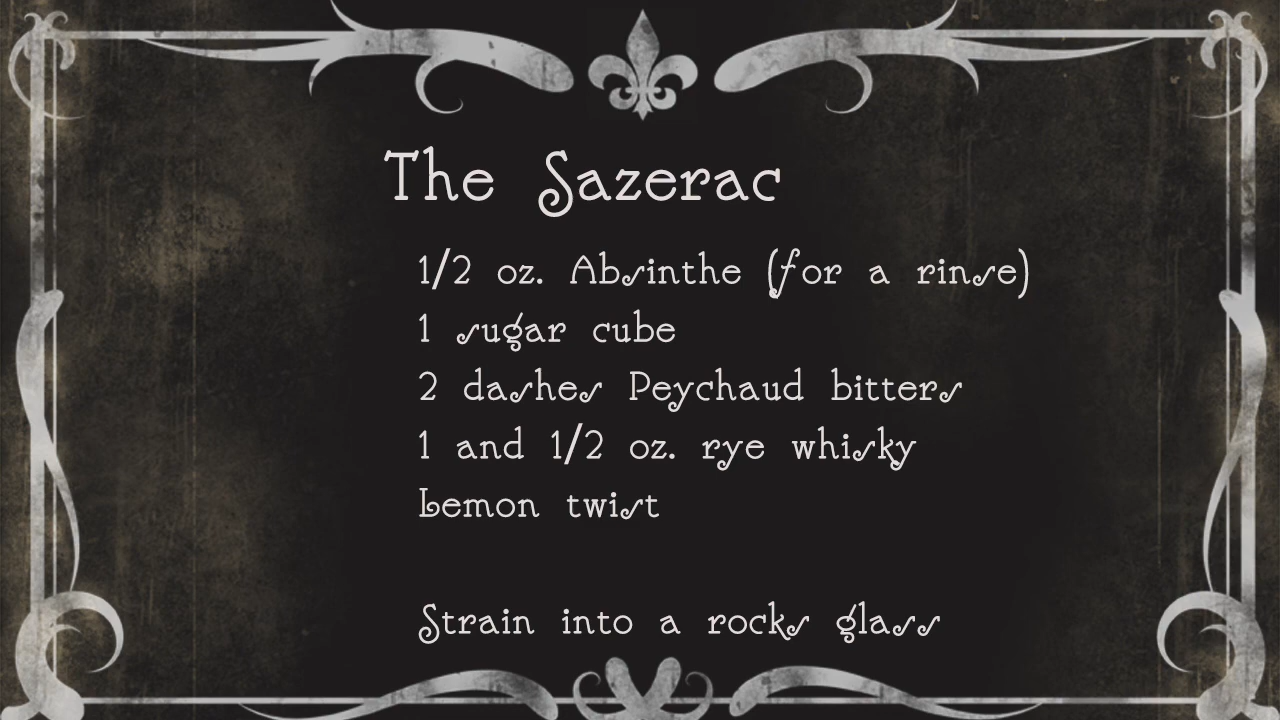 The Sazerac
1/2 oz. Absinthe (for a rinse)
1 sugar cube
2 dashes Peychaud bitters
1 and 1/2 oz. rye whisky
Lemon twist
Strain into a rocks glass